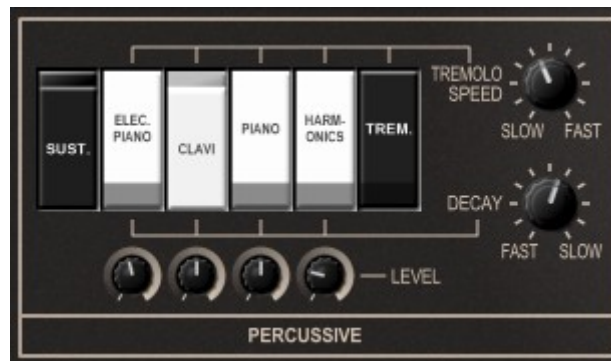 TREMOLO
SPEED
SLOW FAST
SUST.
ELEC.
PIANO
CLAVI
PIANO
HARM-
ONICS
TREM.
DECAY
FAST SLOW
LEVEL
PERCUSSIVE